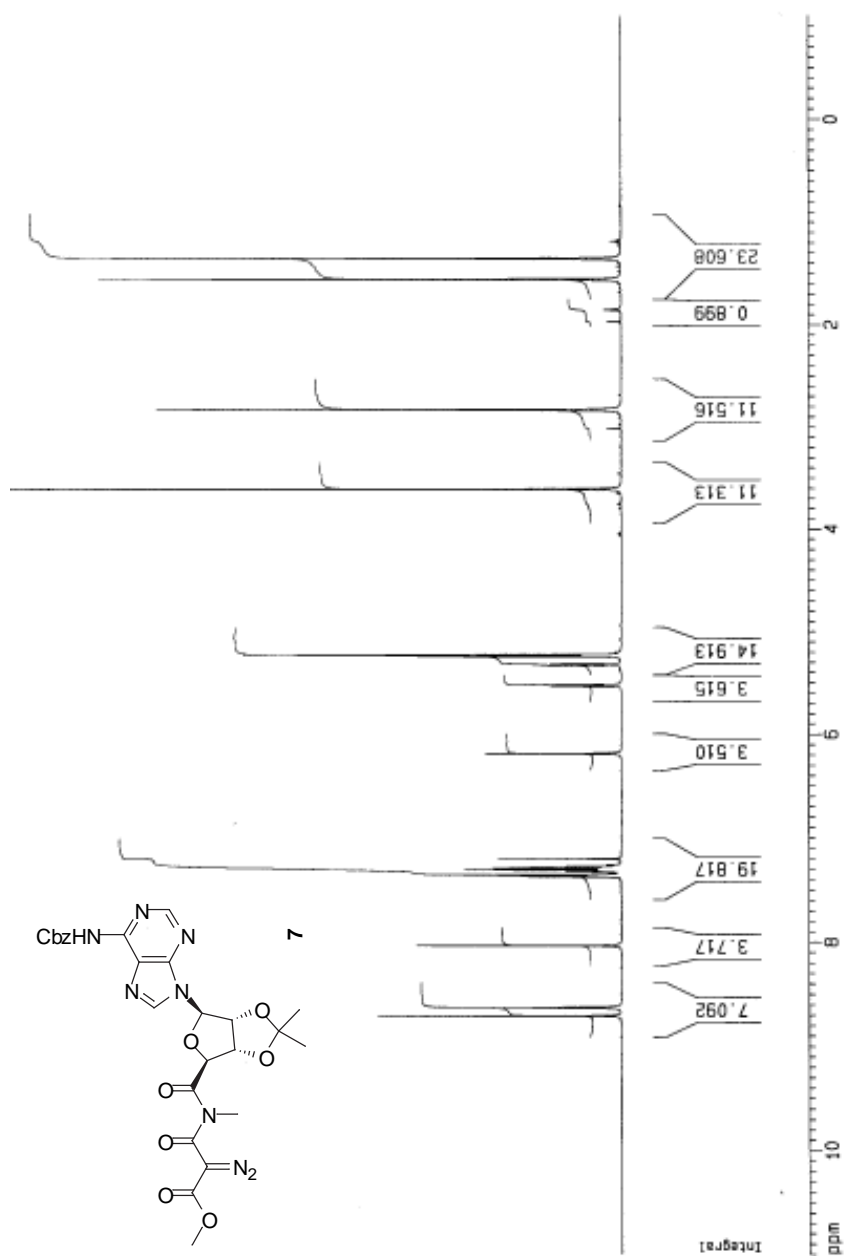 23.608
0.899
11.516
11.313
14.913
3.615
3.510
19.817
3.717
7.092
Integral
0
2
4
6
8
10
ppm
N
CbzHN N 7
N N
O
O O
O
N
O
N2
O
O